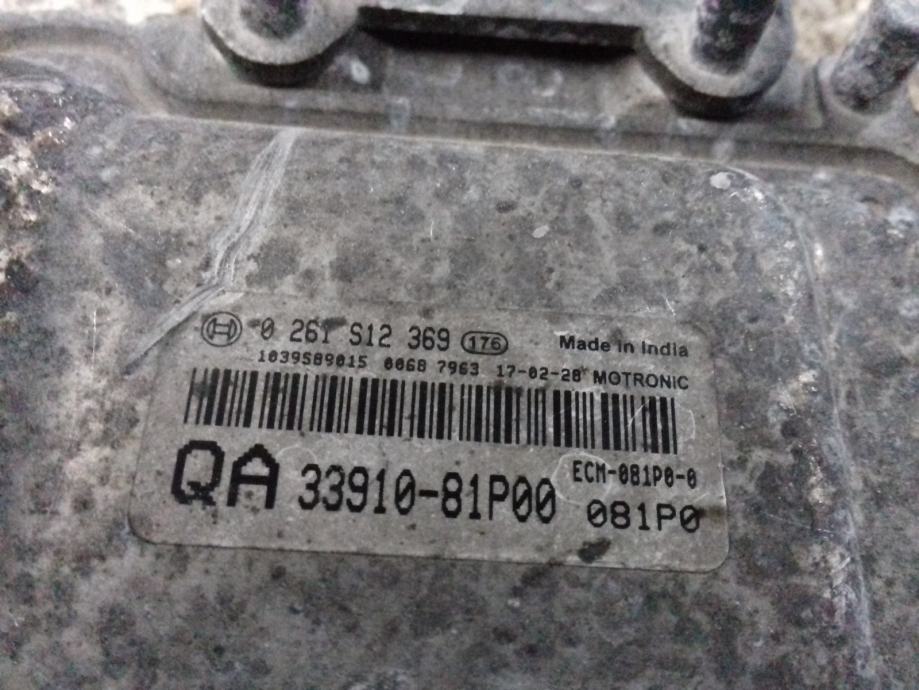 0 261 S12 369 176 Made in India
1039S89015 0068 7963 17-02-28 MOTRONIC
QA 33910-81P00 ECM-081P0-0
081P0